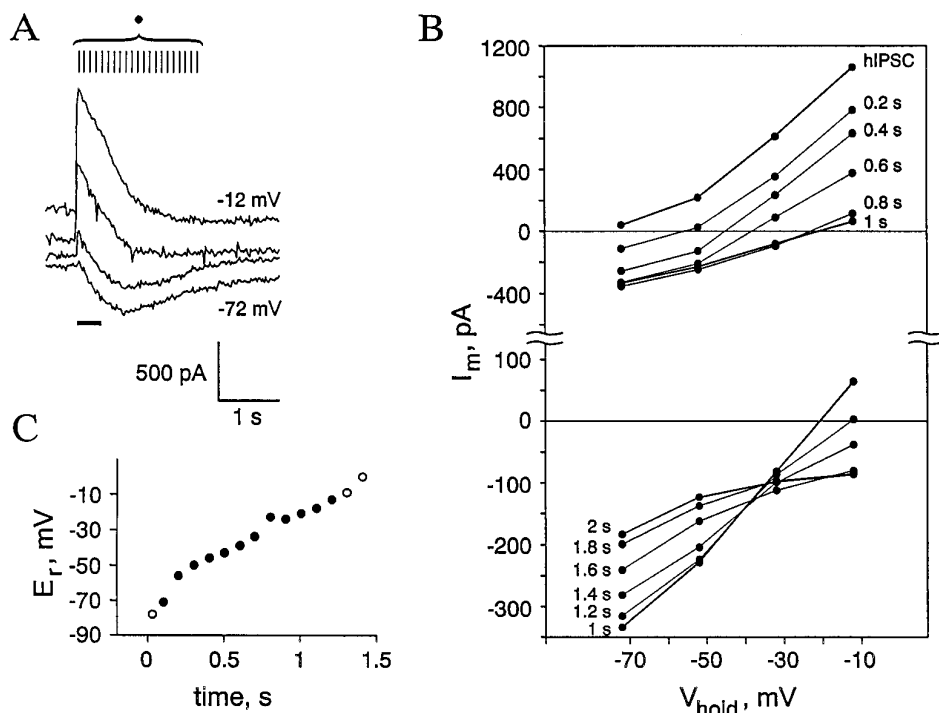 A
-12 mV
-72 mV
500 pA
1 s
B
1200
1000
800
400
0
-400
100
0
-100
-200
-300
I_m, pA
hIPSC
0.2 s
0.4 s
0.6 s
0.8 s
1 s
2 s
1.8 s
1.6 s
1.4 s
1.2 s
1 s
-70
-50
-30
-10
V_hold, mV
C
-10
-30
-50
-70
-90
E_r, mV
0
0.5
1
1.5
time, s